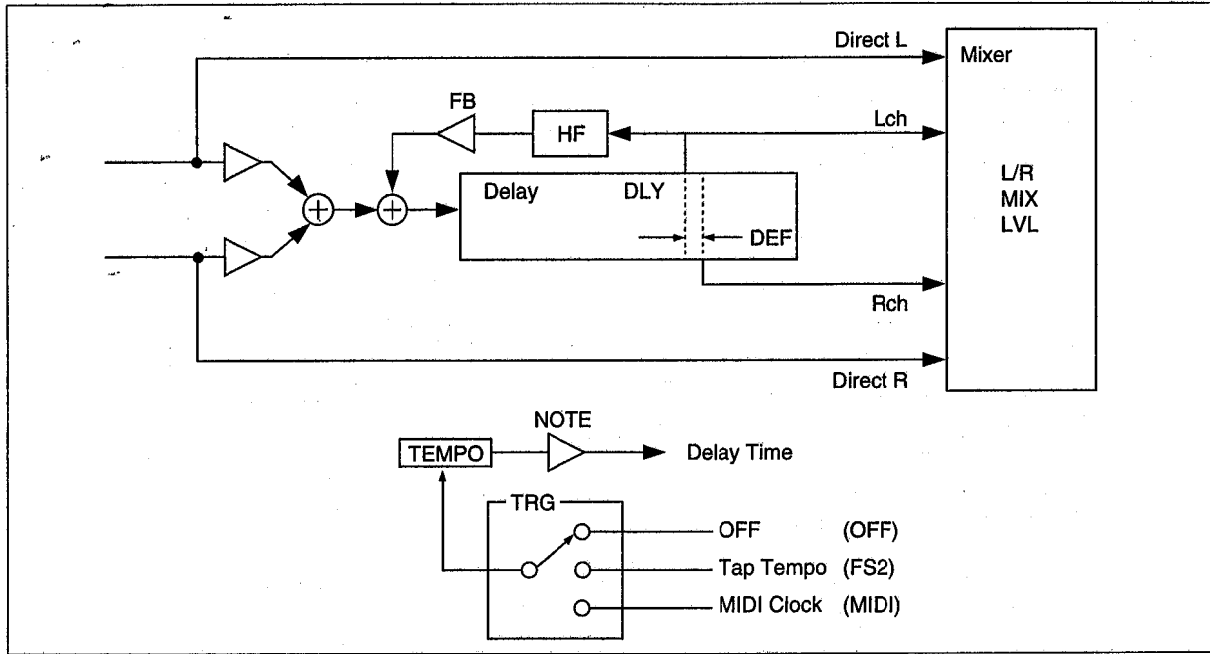 Direct L
Mixer
FB
HF
Lch
Delay
DLY
L/R
MIX
LVL
DEF
Rch
Direct R
NOTE
TEMPO
Delay Time
TRG
OFF (OFF)
Tap Tempo (FS2)
MIDI Clock (MIDI)